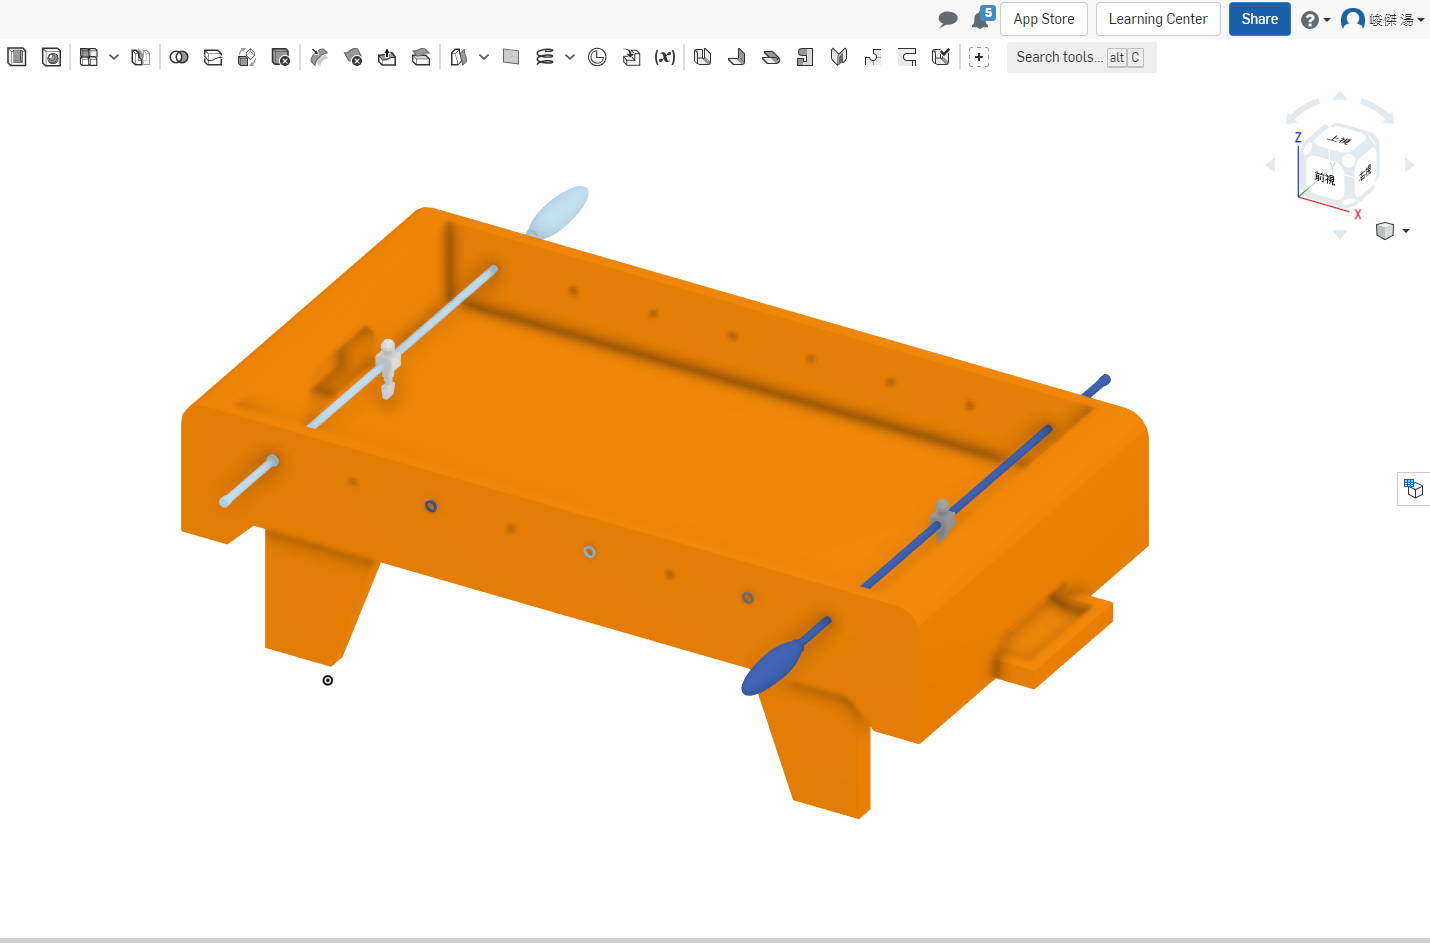 5
App Store
Learning Center
Share
?
峻傑 湯
(x)
Search tools... alt C
Z
上視
Y
前視
右視
X